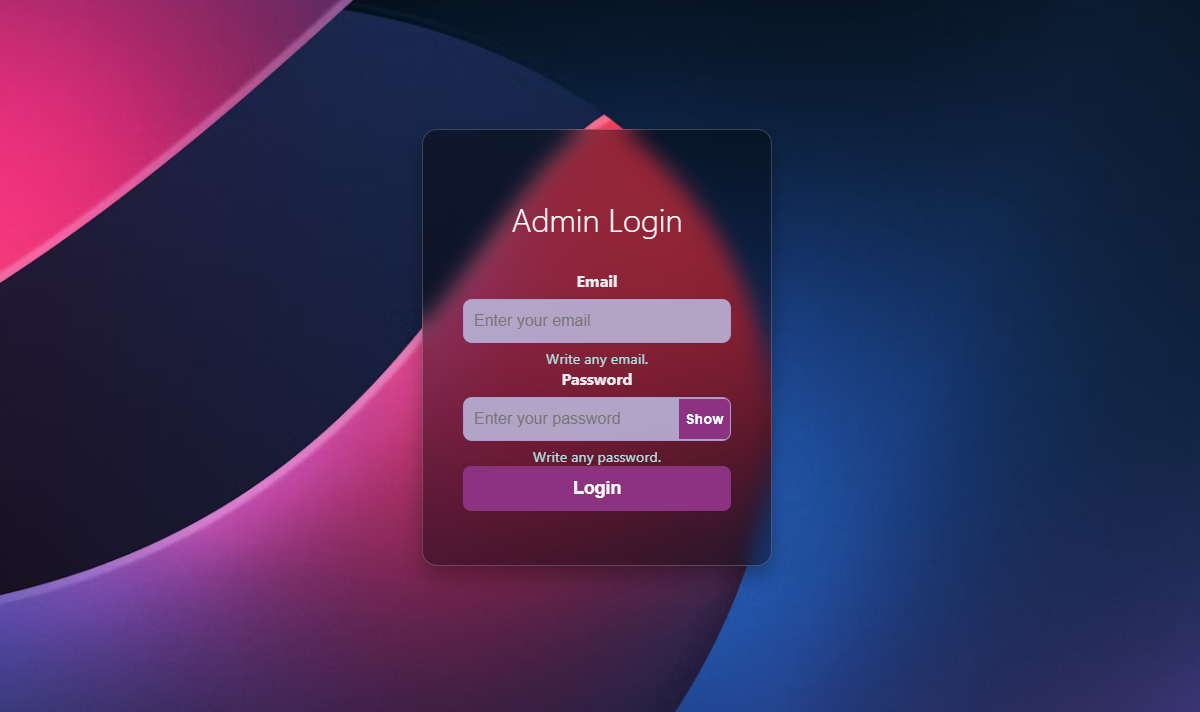 Admin Login
Email
Enter your email
Write any email.
Password
Enter your password
Show
Write any password.
Login